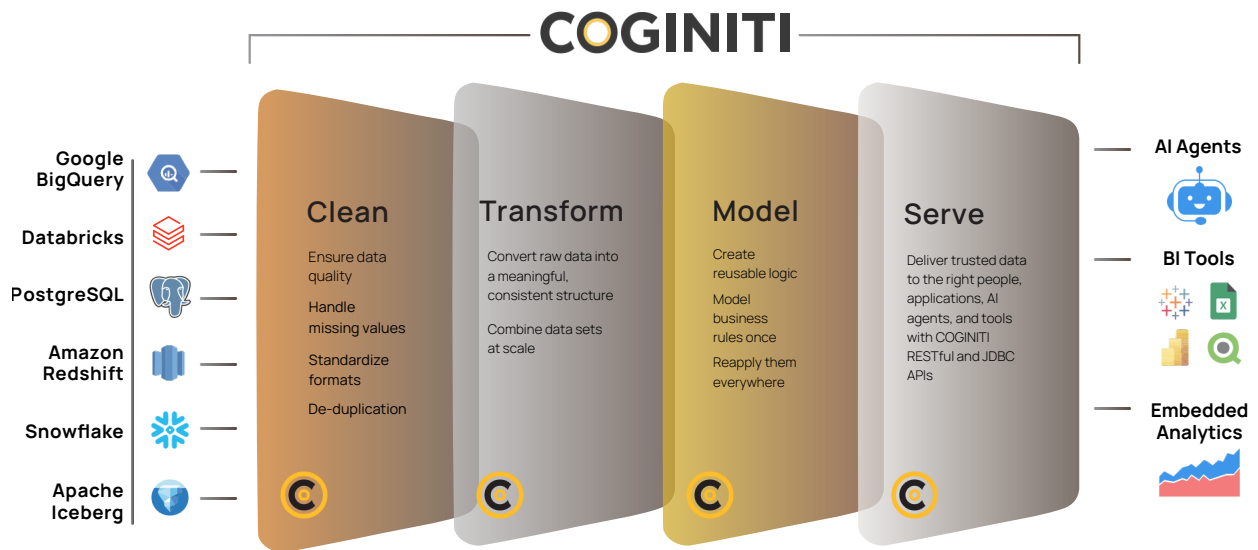 COGINITI
Google
BigQuery
Databricks
PostgreSQL
Amazon
Redshift
Snowflake
Apache
Iceberg
Clean
Ensure data
quality
Handle
missing values
Standardize
formats
De-duplication
Transform
Convert raw data into
a meaningful,
consistent structure
Combine data sets
at scale
Model
Create
reusable logic
Model
business
rules once
Reapply them
everywhere
Serve
Deliver trusted data
to the right people,
applications, AI
agents, and tools
with COGINITI
RESTful and JDBC
APIs
AI Agents
BI Tools
X
Embedded
Analytics